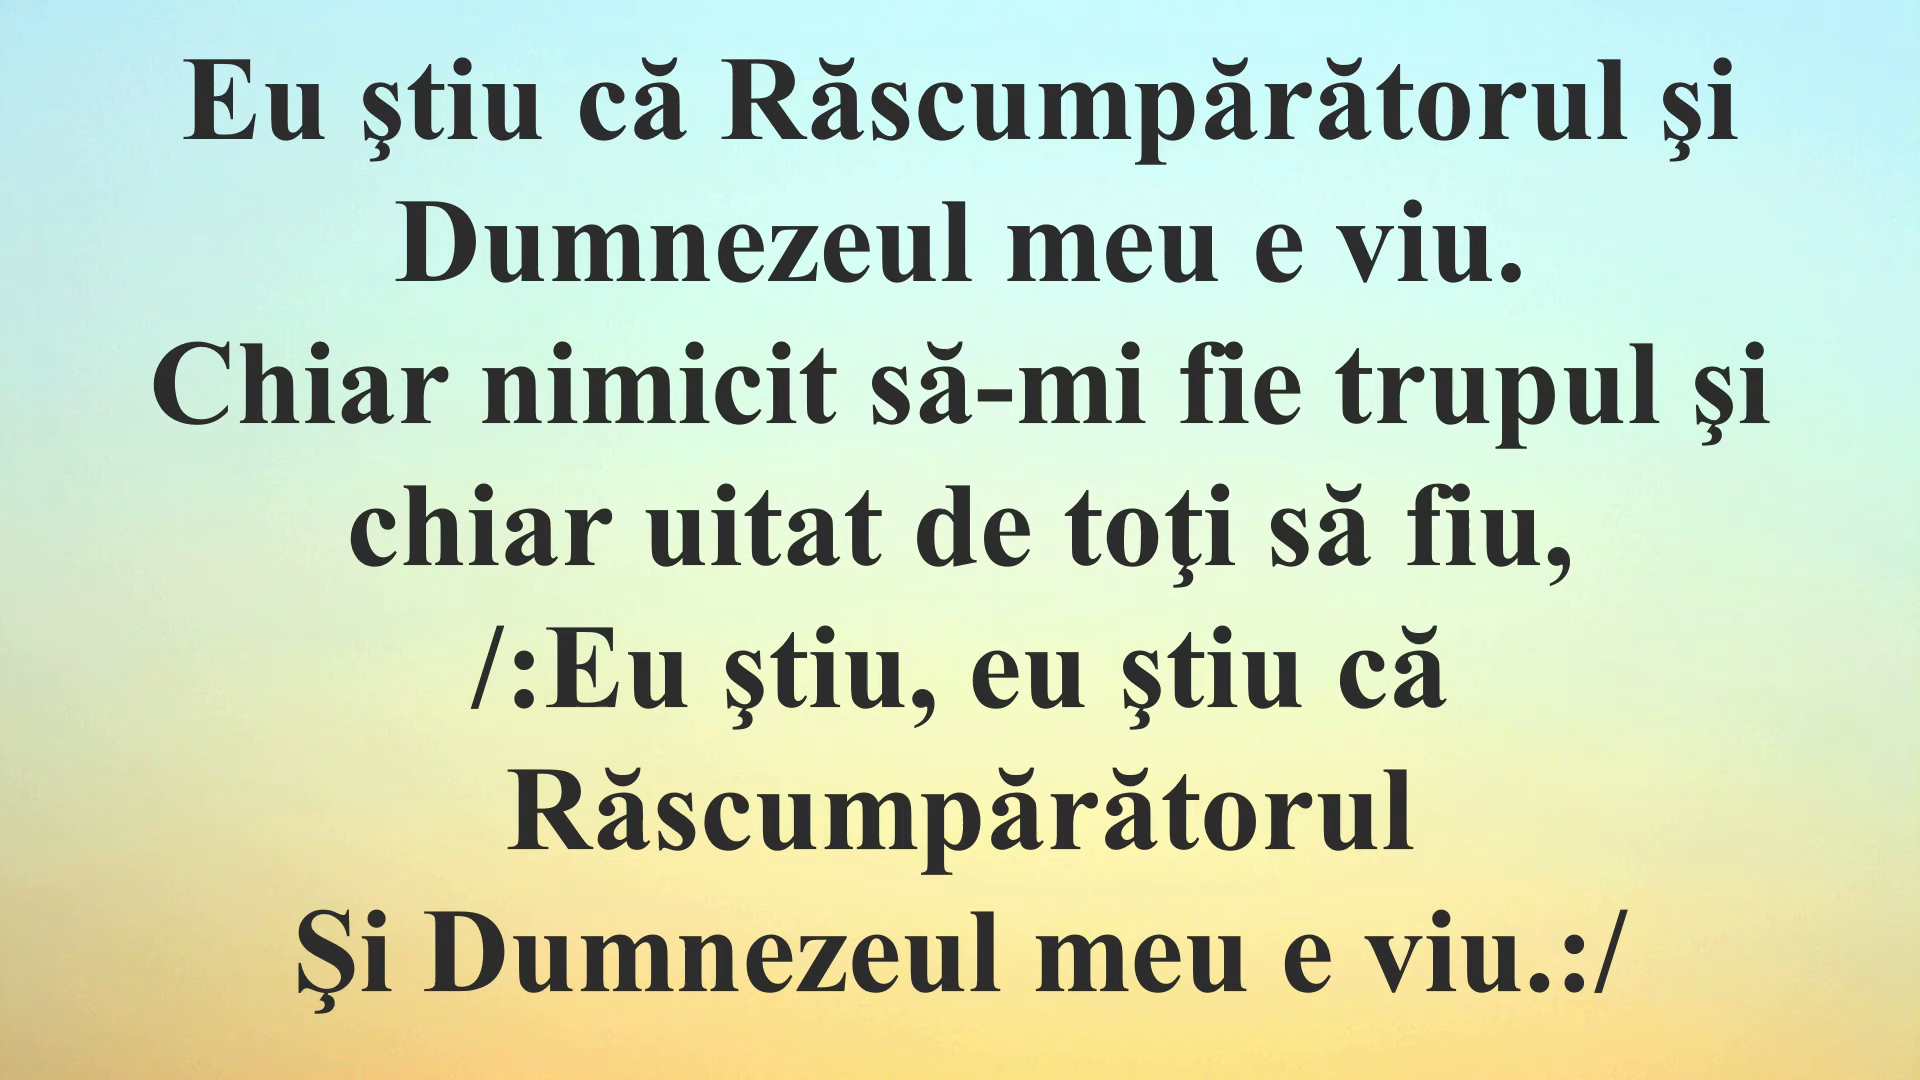 Eu ştiu că Răscumpărătorul şi
Dumnezeul meu e viu.
Chiar nimicit să-mi fie trupul şi
chiar uitat de toţi să fiu,
/:Eu ştiu, eu ştiu că
Răscumpărătorul
Şi Dumnezeul meu e viu.:/